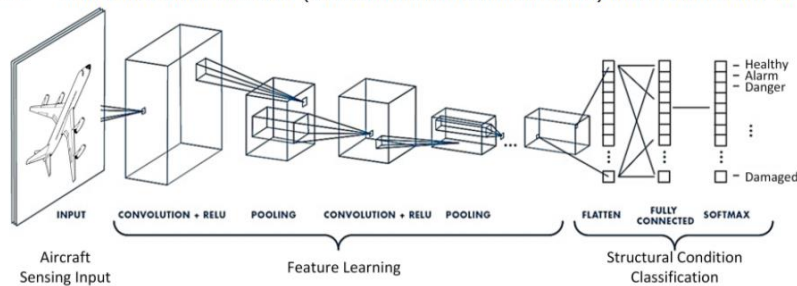 Healthy
Alarm
Danger
Damaged
INPUT
CONVOLUTION + RELU
POOLING
CONVOLUTION + RELU
POOLING
FLATTEN
FULLY
CONNECTED
SOFTMAX
Aircraft
Sensing Input
Feature Learning
Structural Condition
Classification